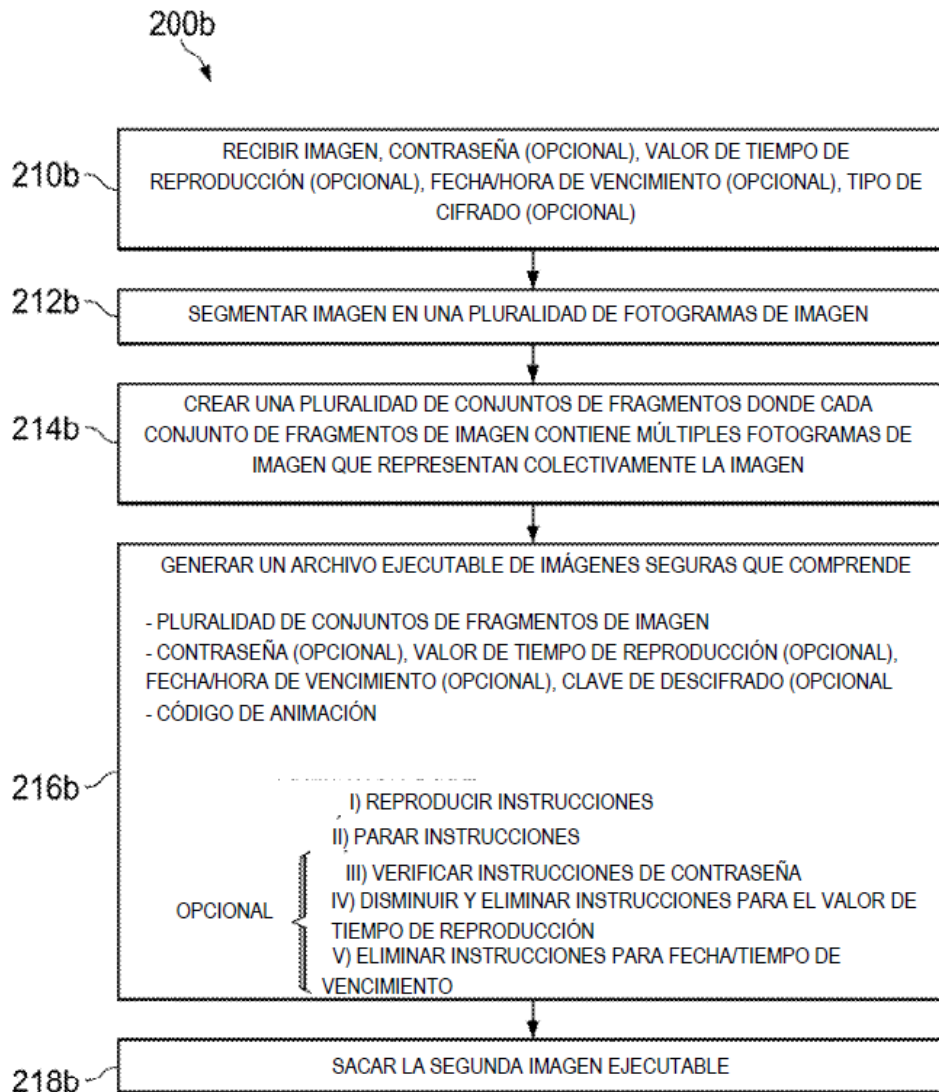 200b
210b
RECIBIR IMAGEN, CONTRASEÑA (OPCIONAL), VALOR DE TIEMPO DE
REPRODUCCIÓN (OPCIONAL), FECHA/HORA DE VENCIMIENTO (OPCIONAL), TIPO DE
CIFRADO (OPCIONAL)
212b
SEGMENTAR IMAGEN EN UNA PLURALIDAD DE FOTOGRAMAS DE IMAGEN
214b
CREAR UNA PLURALIDAD DE CONJUNTOS DE FRAGMENTOS DONDE CADA
CONJUNTO DE FRAGMENTOS DE IMAGEN CONTIENE MÚLTIPLES FOTOGRAMAS DE
IMAGEN QUE REPRESENTAN COLECTIVAMENTE LA IMAGEN
216b
GENERAR UN ARCHIVO EJECUTABLE DE IMÁGENES SEGURAS QUE COMPRENDE
- PLURALIDAD DE CONJUNTOS DE FRAGMENTOS DE IMAGEN
- CONTRASEÑA (OPCIONAL), VALOR DE TIEMPO DE REPRODUCCIÓN (OPCIONAL),
FECHA/HORA DE VENCIMIENTO (OPCIONAL), CLAVE DE DESCIFRADO (OPCIONAL
- CÓDIGO DE ANIMACIÓN
I) REPRODUCIR INSTRUCCIONES
II) PARAR INSTRUCCIONES
OPCIONAL
III) VERIFICAR INSTRUCCIONES DE CONTRASEÑA
IV) DISMINUIR Y ELIMINAR INSTRUCCIONES PARA EL VALOR DE
TIEMPO DE REPRODUCCIÓN
V) ELIMINAR INSTRUCCIONES PARA FECHA/TIEMPO DE
VENCIMIENTO
218b
SACAR LA SEGUNDA IMAGEN EJECUTABLE